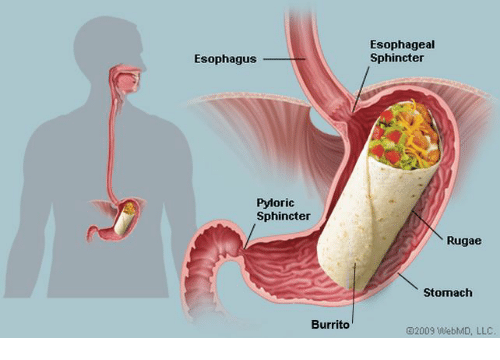 Esophagus
Esophageal
Sphincter
Pyloric
Sphincter
Rugae
Stomach
Burrito
©2009 WebMD, LLC.